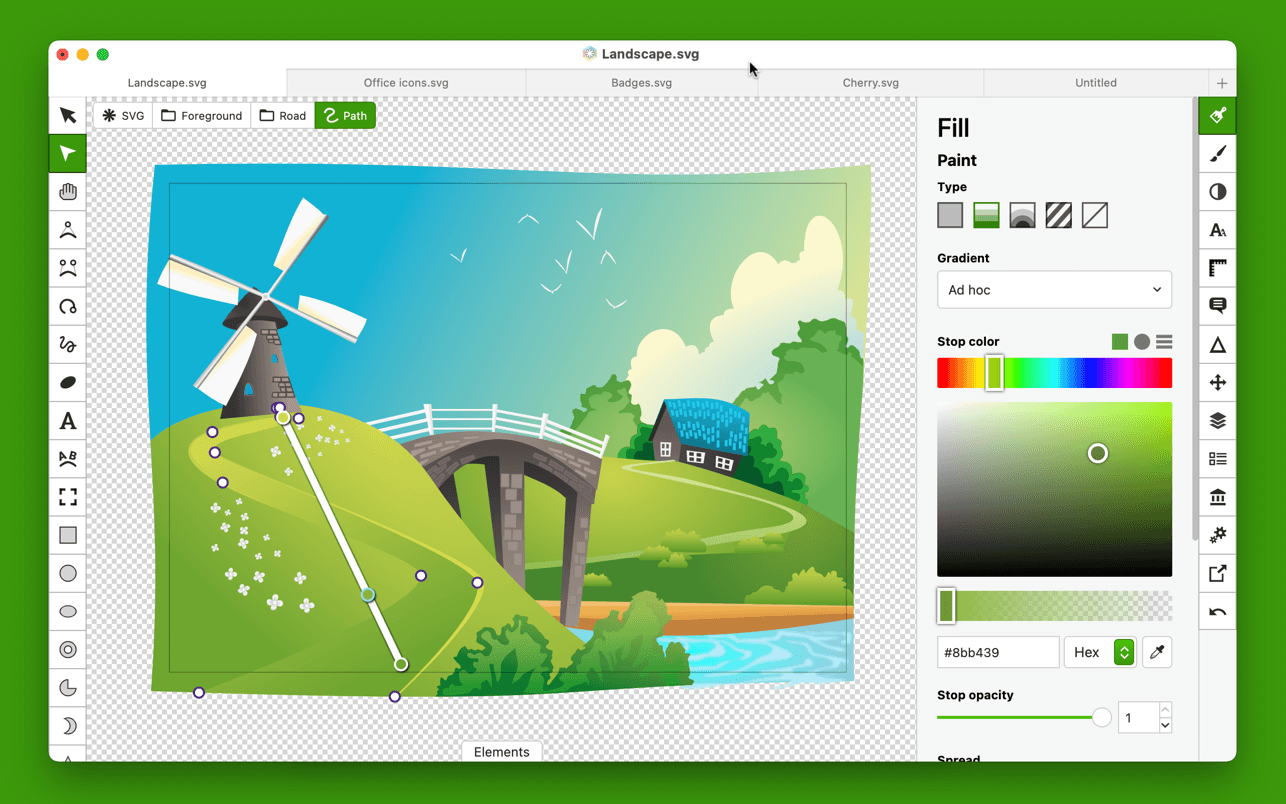 Landscape.svg
Landscape.svg
Office icons.svg
Badges.svg
Cherry.svg
Untitled
SVG
Foreground
Road
Path
Fill
Paint
Type
Gradient
Ad hoc
Stop color
#8bb439
Hex
Stop opacity
1
Spread
Elements